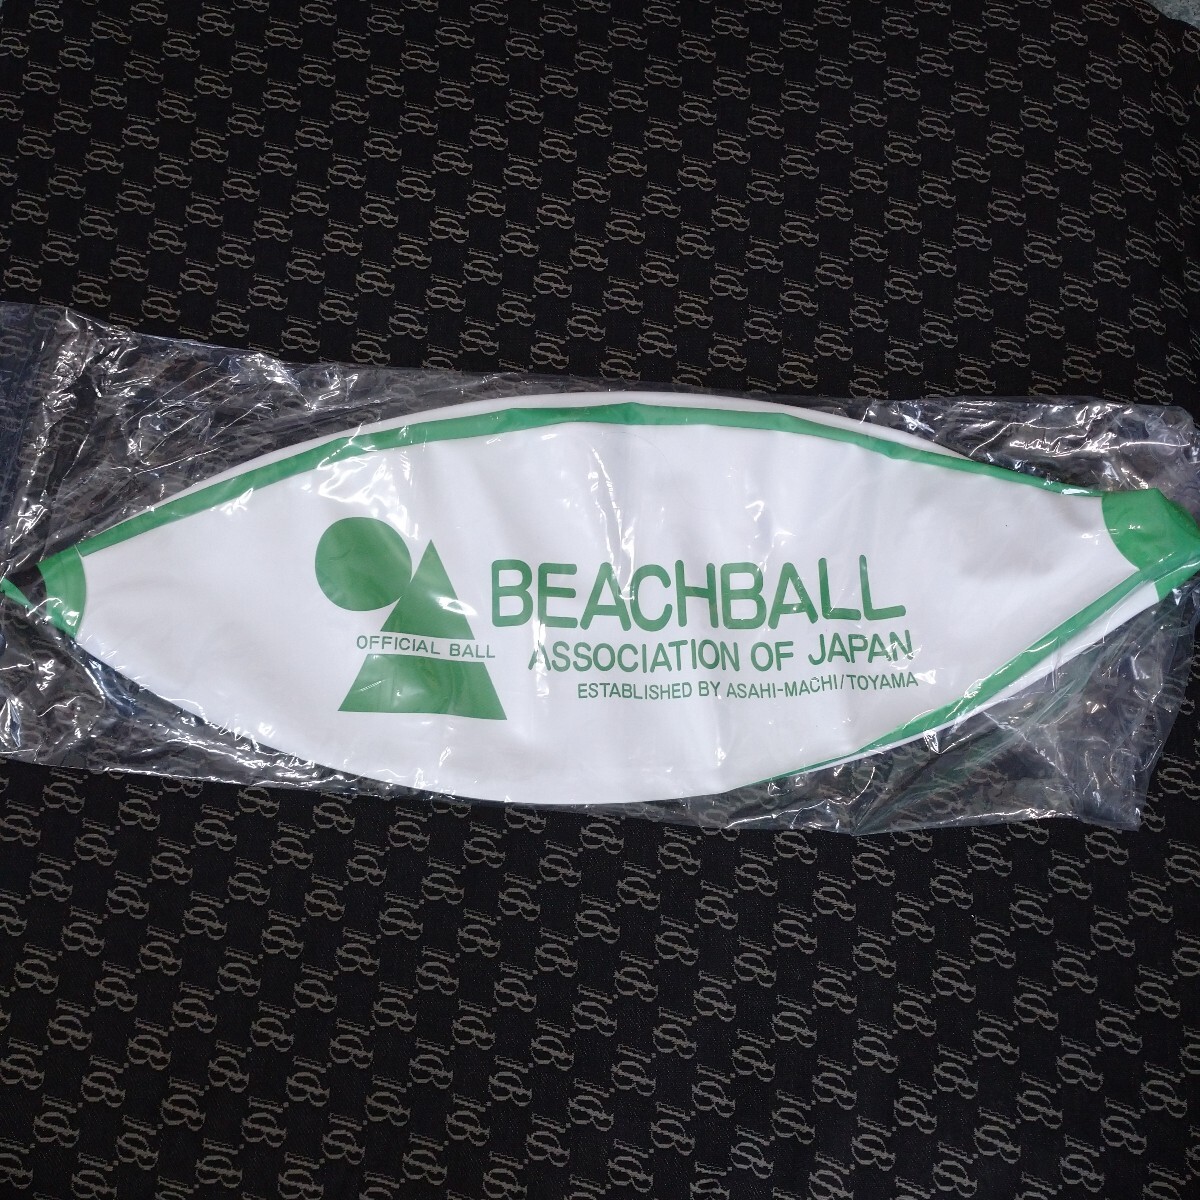 BEACHBALL
OFFICIAL BALL
ASSOCIATION OF JAPAN
ESTABLISHED BY ASAHI-MACHI/TOYAMA